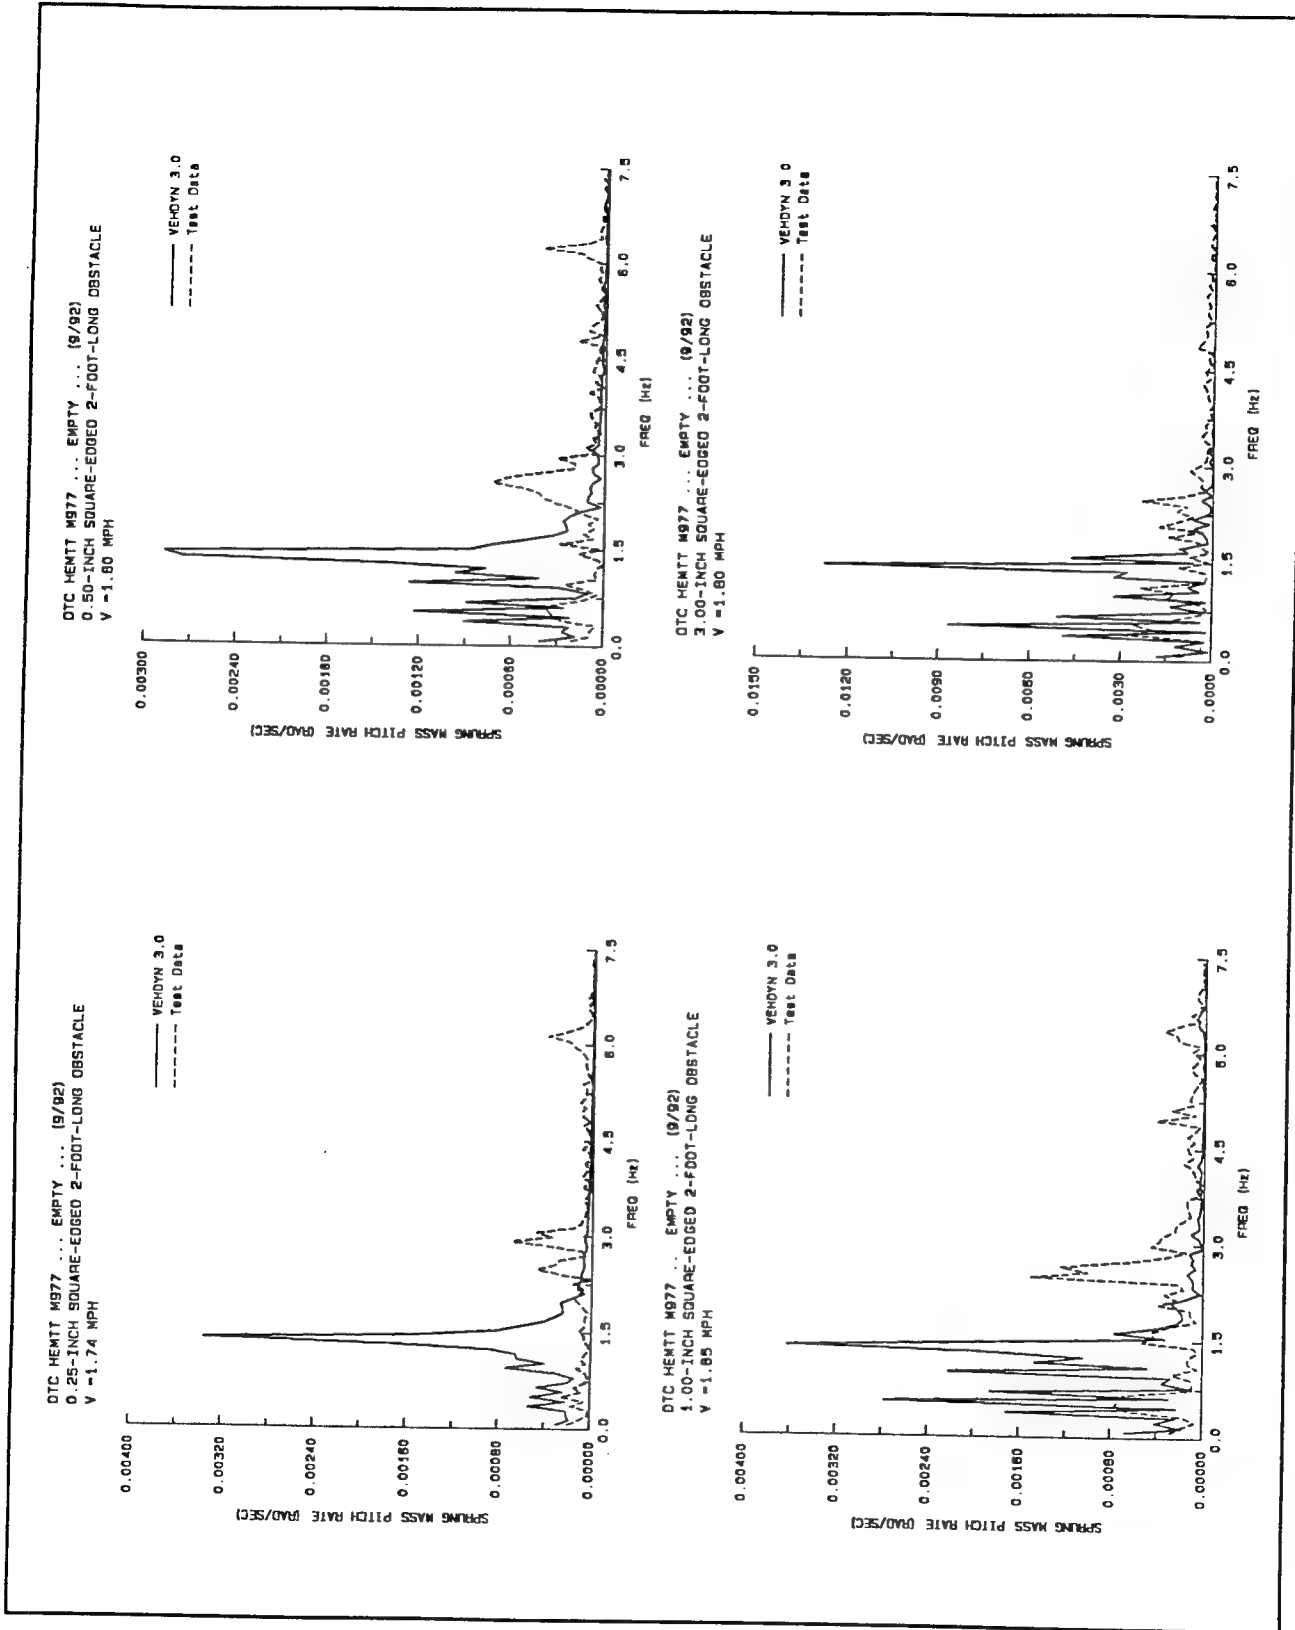 DTC HEMTT M977 ... EMPTY ... (9/92)
0.25-INCH SQUARE-EDGED 2-FOOT-LONG OBSTACLE
V =1.74 MPH
VEHDYN 3.0
Test Data
SPRUNG MASS PITCH RATE (RAD/SEC)
0.00400
0.00320
0.00240
0.00160
0.00080
0.00000
0.0
1.5
3.0
4.5
6.0
7.5
FREQ (Hz)
DTC HEMTT M977 ... EMPTY ... (9/92)
0.50-INCH SQUARE-EDGED 2-FOOT-LONG OBSTACLE
V =1.80 MPH
VEHDYN 3.0
Test Data
SPRUNG MASS PITCH RATE (RAD/SEC)
0.00300
0.00240
0.00180
0.00120
0.00060
0.00000
0.0
1.5
3.0
4.5
6.0
7.5
FREQ (Hz)
DTC HEMTT M977 .. EMPTY ... (9/92)
1.00-INCH SQUARE-EDGED 2-FOOT-LONG OBSTACLE
V =1.85 MPH
VEHDYN 3.0
Test Data
SPRUNG MASS PITCH RATE (RAD/SEC)
0.00400
0.00320
0.00240
0.00160
0.00080
0.00000
0.0
1.5
3.0
4.5
6.0
7.5
FREQ (Hz)
DTC HEMTT M977 ... EMPTY ... (9/92)
3.00-INCH SQUARE-EDGED 2-FOOT-LONG OBSTACLE
V =1.80 MPH
VEHDYN 3 0
Test Data
SPRUNG MASS PITCH RATE (RAD/SEC)
0.0150
0.0120
0.0090
0.0060
0.0030
0.0000
0.0
1.5
3.0
4.5
6.0
7.5
FREQ (Hz)